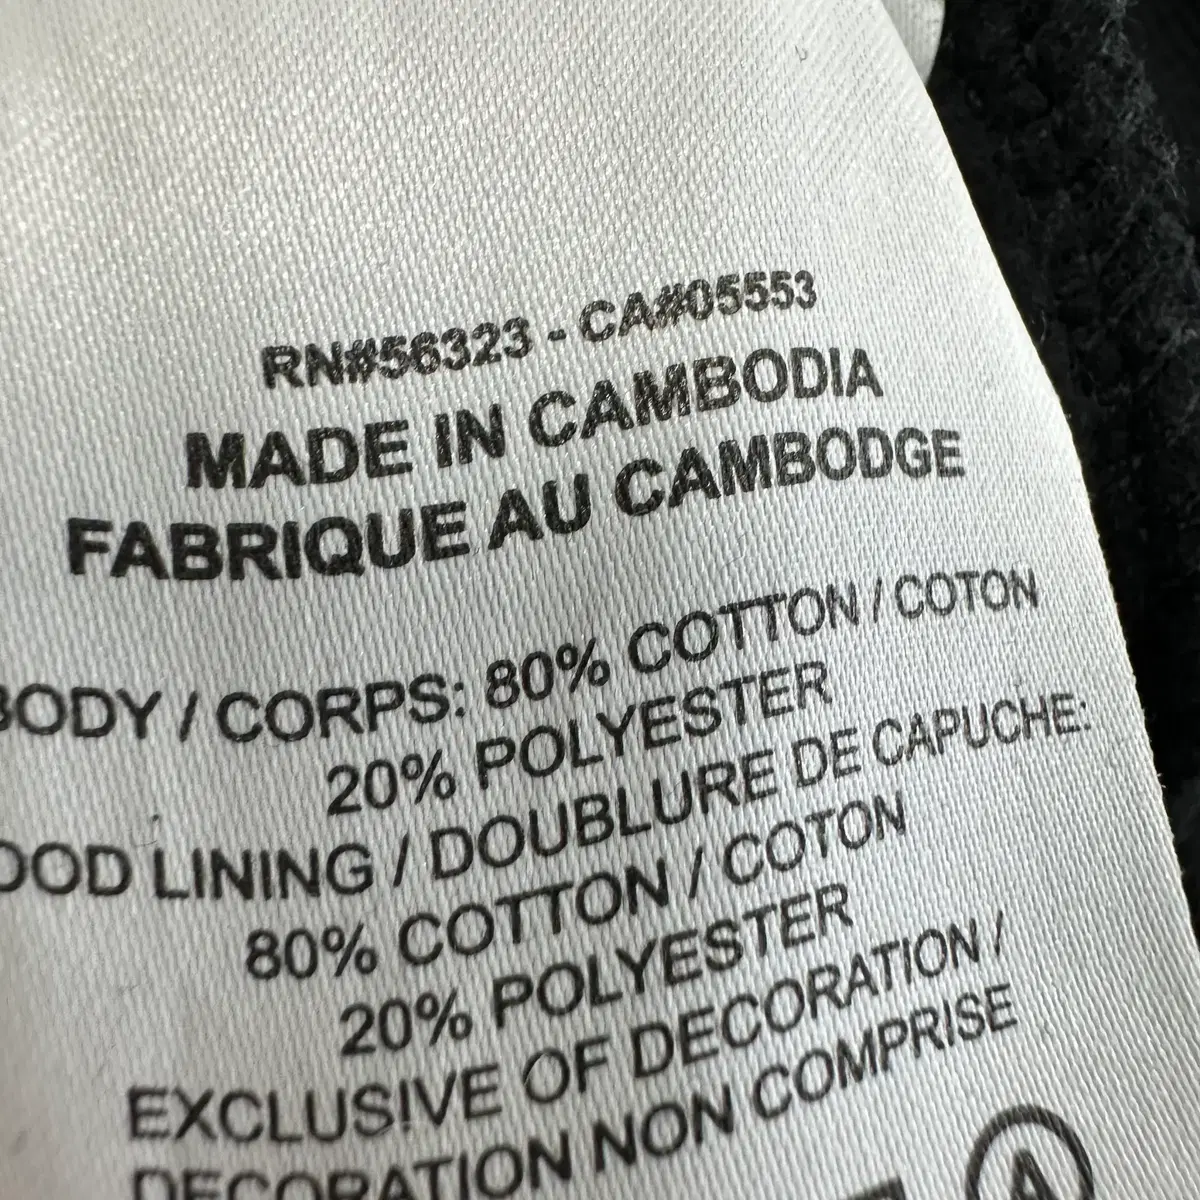 RN#56323 - CA#05553
MADE IN CAMBODIA
FABRIQUE AU CAMBODGE
BODY / CORPS: 80% COTTON / COTON
20% POLYESTER
OOD LINING / DOUBLURE DE CAPUCHE:
80% COTTON / COTON
20% POLYESTER
EXCLUSIVE OF DECORATION /
DECORATION NON COMPRISE
A